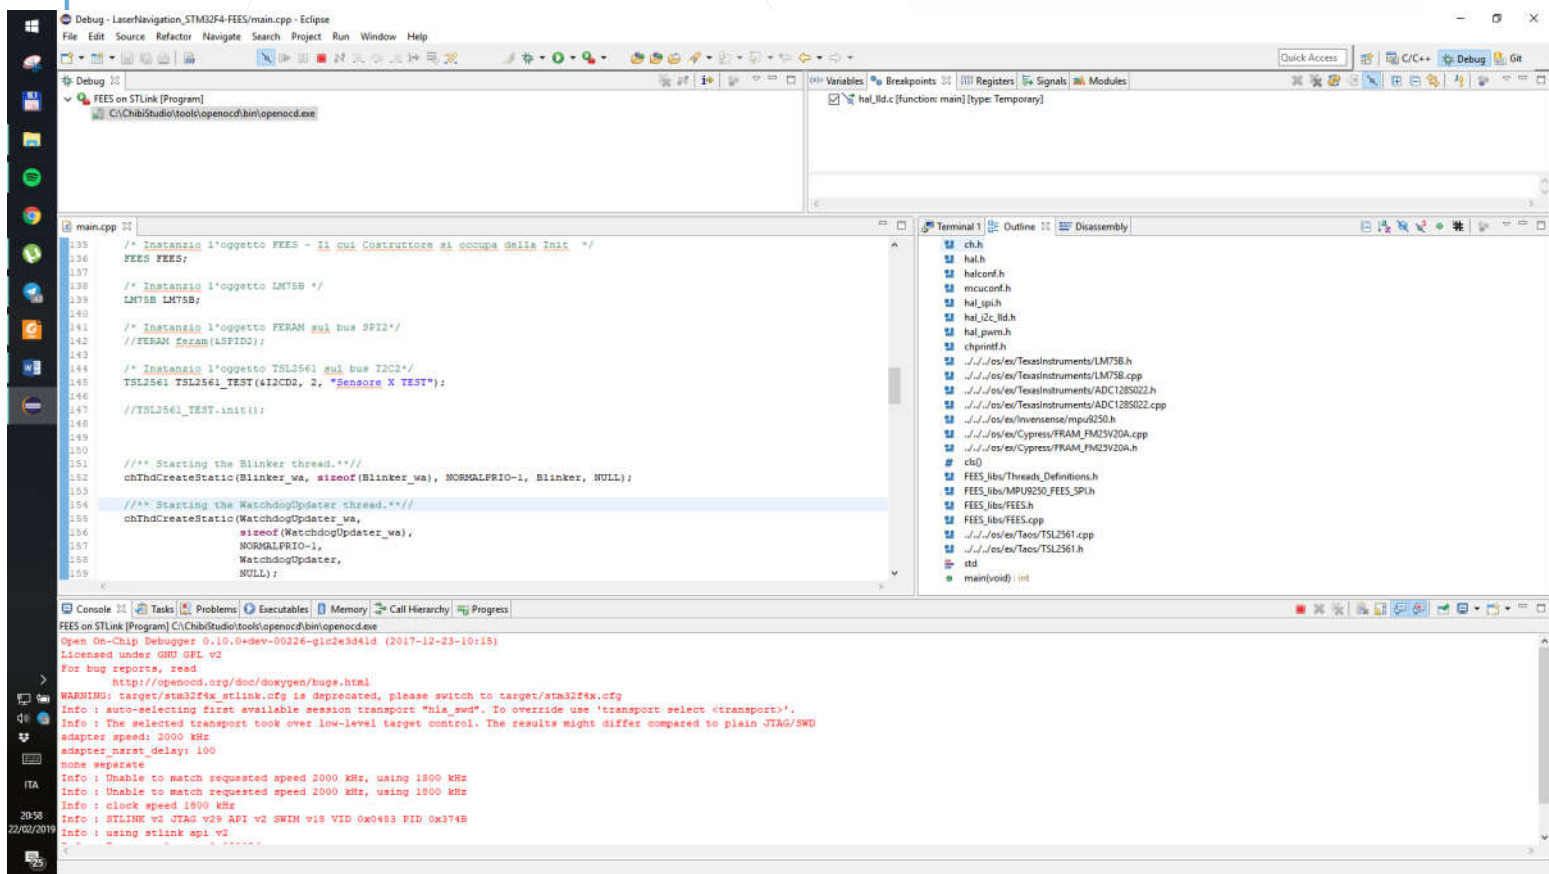 Debug - LaserNavigation_STM32F4-FEES/main.cpp - Eclipse
File Edit Source Refactor Navigate Search Project Run Window Help
Quick Access
C/C++ Debug Git
Debug
FEES on STLink [Program]
C:\ChibiStudio\tools\openocd\bin\openocd.exe
Variables Breakpoints Registers Signals Modules
hal_lld.c [function: main] [type: Temporary]
main.cpp
135 /* Instanzio l'oggetto FEES - Il cui Costruttore si occupa della Init */
136 FEES FEES;
137
138 /* Instanzio l'oggetto LM75B */
139 LM75B LM75B;
140
141 /* Instanzio l'oggetto FERAM sul bus SPI2*/
142 //FERAM feram(&SPID2);
143
144 /* Instanzio l'oggetto TSL2561 sul bus I2C2*/
145 TSL2561 TSL2561_TEST(&I2CD2, 2, "Sensore X TEST");
146
147 //TSL2561_TEST.init();
148
149
150
151 //** Starting the Blinker thread.**//
152 chThdCreateStatic(Blinker_wa, sizeof(Blinker_wa), NORMALPRIO-1, Blinker, NULL);
153
154 //** Starting the WatchdogUpdater thread.**//
155 chThdCreateStatic(WatchdogUpdater_wa,
156 sizeof(WatchdogUpdater_wa),
157 NORMALPRIO-1,
158 WatchdogUpdater,
159 NULL);
Terminal 1 Outline Disassembly
ch.h
hal.h
halconf.h
mcuconf.h
hal_spi.h
hal_i2c_lld.h
hal_pwm.h
chprintf.h
../../../os/ex/TexasInstruments/LM75B.h
../../../os/ex/TexasInstruments/LM75B.cpp
../../../os/ex/TexasInstruments/ADC128S022.h
../../../os/ex/TexasInstruments/ADC128S022.cpp
../../../os/ex/Invensense/mpu9250.h
../../../os/ex/Cypress/FRAM_FM25V20A.cpp
../../../os/ex/Cypress/FRAM_FM25V20A.h
cls()
FEES_libs/Threads_Definitions.h
FEES_libs/MPU9250_FEES_SPI.h
FEES_libs/FEES.h
FEES_libs/FEES.cpp
../../../os/ex/Taos/TSL2561.cpp
../../../os/ex/Taos/TSL2561.h
std
main(void) : int
Console Tasks Problems Executables Memory Call Hierarchy Progress
FEES on STLink [Program] C:\ChibiStudio\tools\openocd\bin\openocd.exe
Open On-Chip Debugger 0.10.0+dev-00226-g1c2e3d41d (2017-12-23-10:15)
Licensed under GNU GPL v2
For bug reports, read
http://openocd.org/doc/doxygen/bugs.html
WARNING: target/stm32f4x_stlink.cfg is deprecated, please switch to target/stm32f4x.cfg
Info : auto-selecting first available session transport "hla_swd". To override use 'transport select <transport>'.
Info : The selected transport took over low-level target control. The results might differ compared to plain JTAG/SWD
adapter speed: 2000 kHz
adapter_nsrst_delay: 100
none separate
Info : Unable to match requested speed 2000 kHz, using 1800 kHz
Info : Unable to match requested speed 2000 kHz, using 1800 kHz
Info : clock speed 1800 kHz
Info : STLINK v2 JTAG v29 API v2 SWIM v18 VID 0x0483 PID 0x374B
Info : using stlink api v2
ITA
20:58
22/02/2019
25